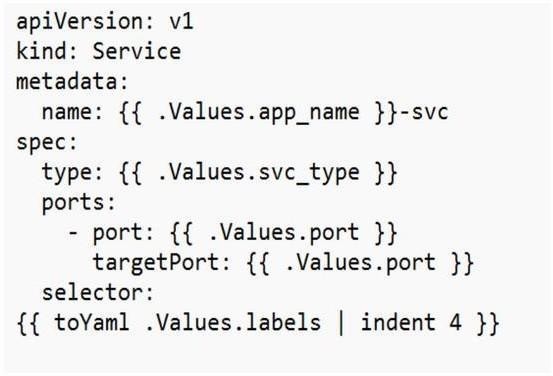 apiVersion: v1
kind: Service
metadata:
  name: {{ .Values.app_name }}-svc
spec:
  type: {{ .Values.svc_type }}
  ports:
    - port: {{ .Values.port }}
      targetPort: {{ .Values.port }}
  selector:
{{ toYaml .Values.labels | indent 4 }}